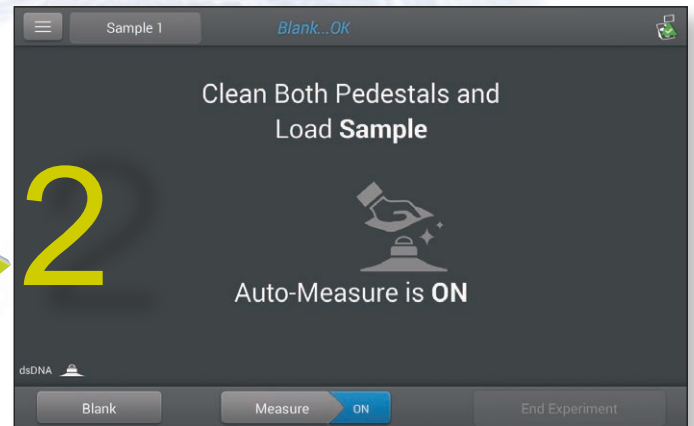 Sample 1
Blank...OK
Clean Both Pedestals and
Load Sample
2
Auto-Measure is ON
dsDNA
Blank
Measure
ON
End Experiment